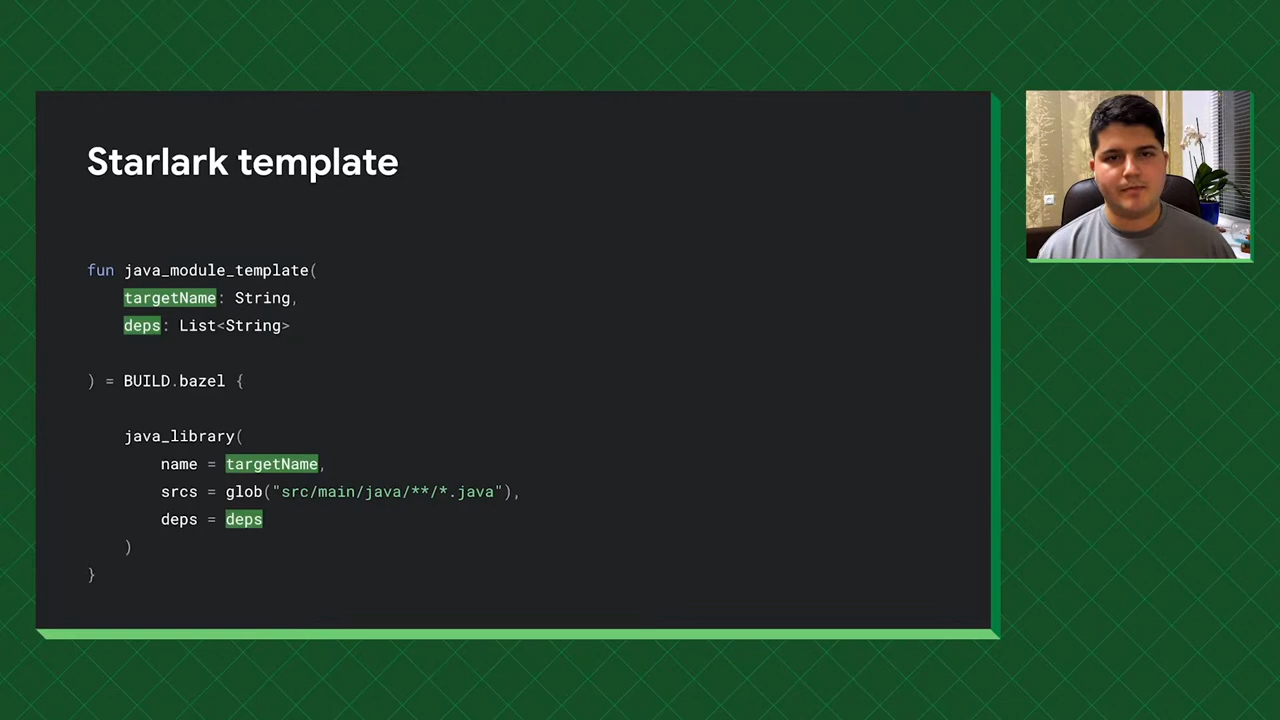 Starlark template
fun java_module_template(
targetName: String,
deps: List<String>
) = BUILD.bazel {
java_library(
name = targetName,
srcs = glob("src/main/java/**/*.java"),
deps = deps
)
}